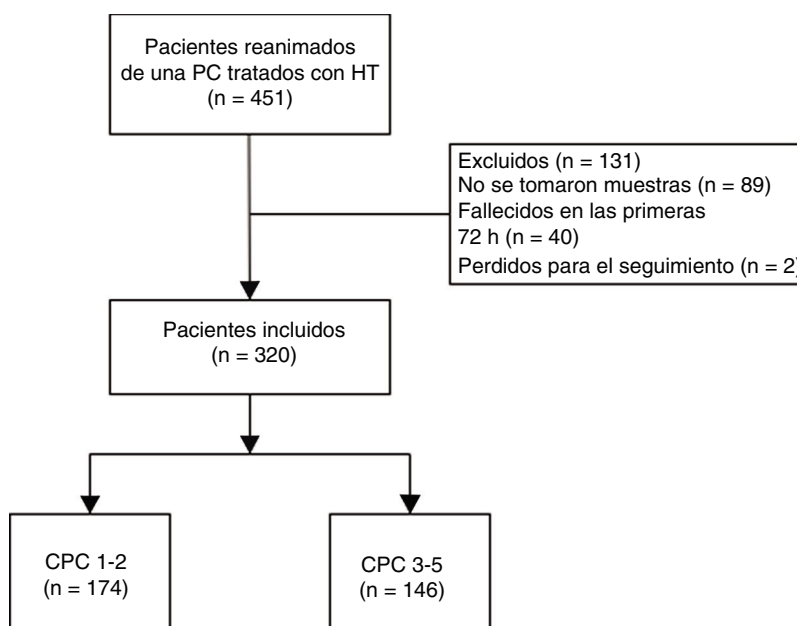 Pacientes reanimados
de una PC tratados con HT
(n = 451)
Excluidos (n = 131)
No se tomaron muestras (n = 89)
Fallecidos en las primeras
72 h (n = 40)
Perdidos para el seguimiento (n = 2)
Pacientes incluidos
(n = 320)
CPC 1-2
(n = 174)
CPC 3-5
(n = 146)